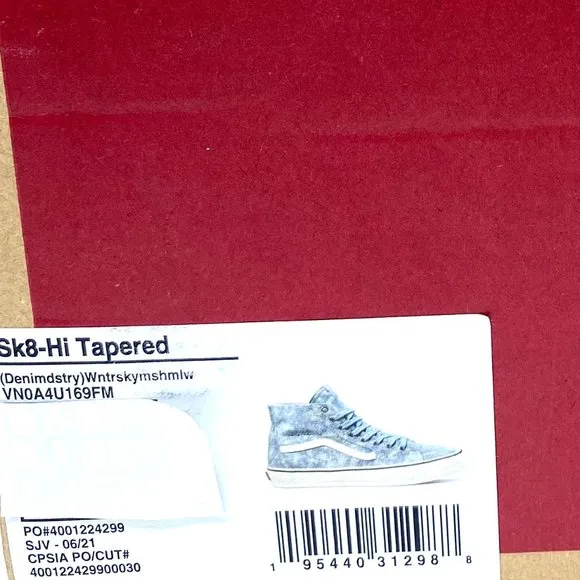 Sk8-Hi Tapered
(Denimdstry)Wntrskymshmlw
VN0A4U169FM
PO#4001224299
SJV - 06/21
CPSIA PO/CUT#
400122429900030
1 95440 31298 8